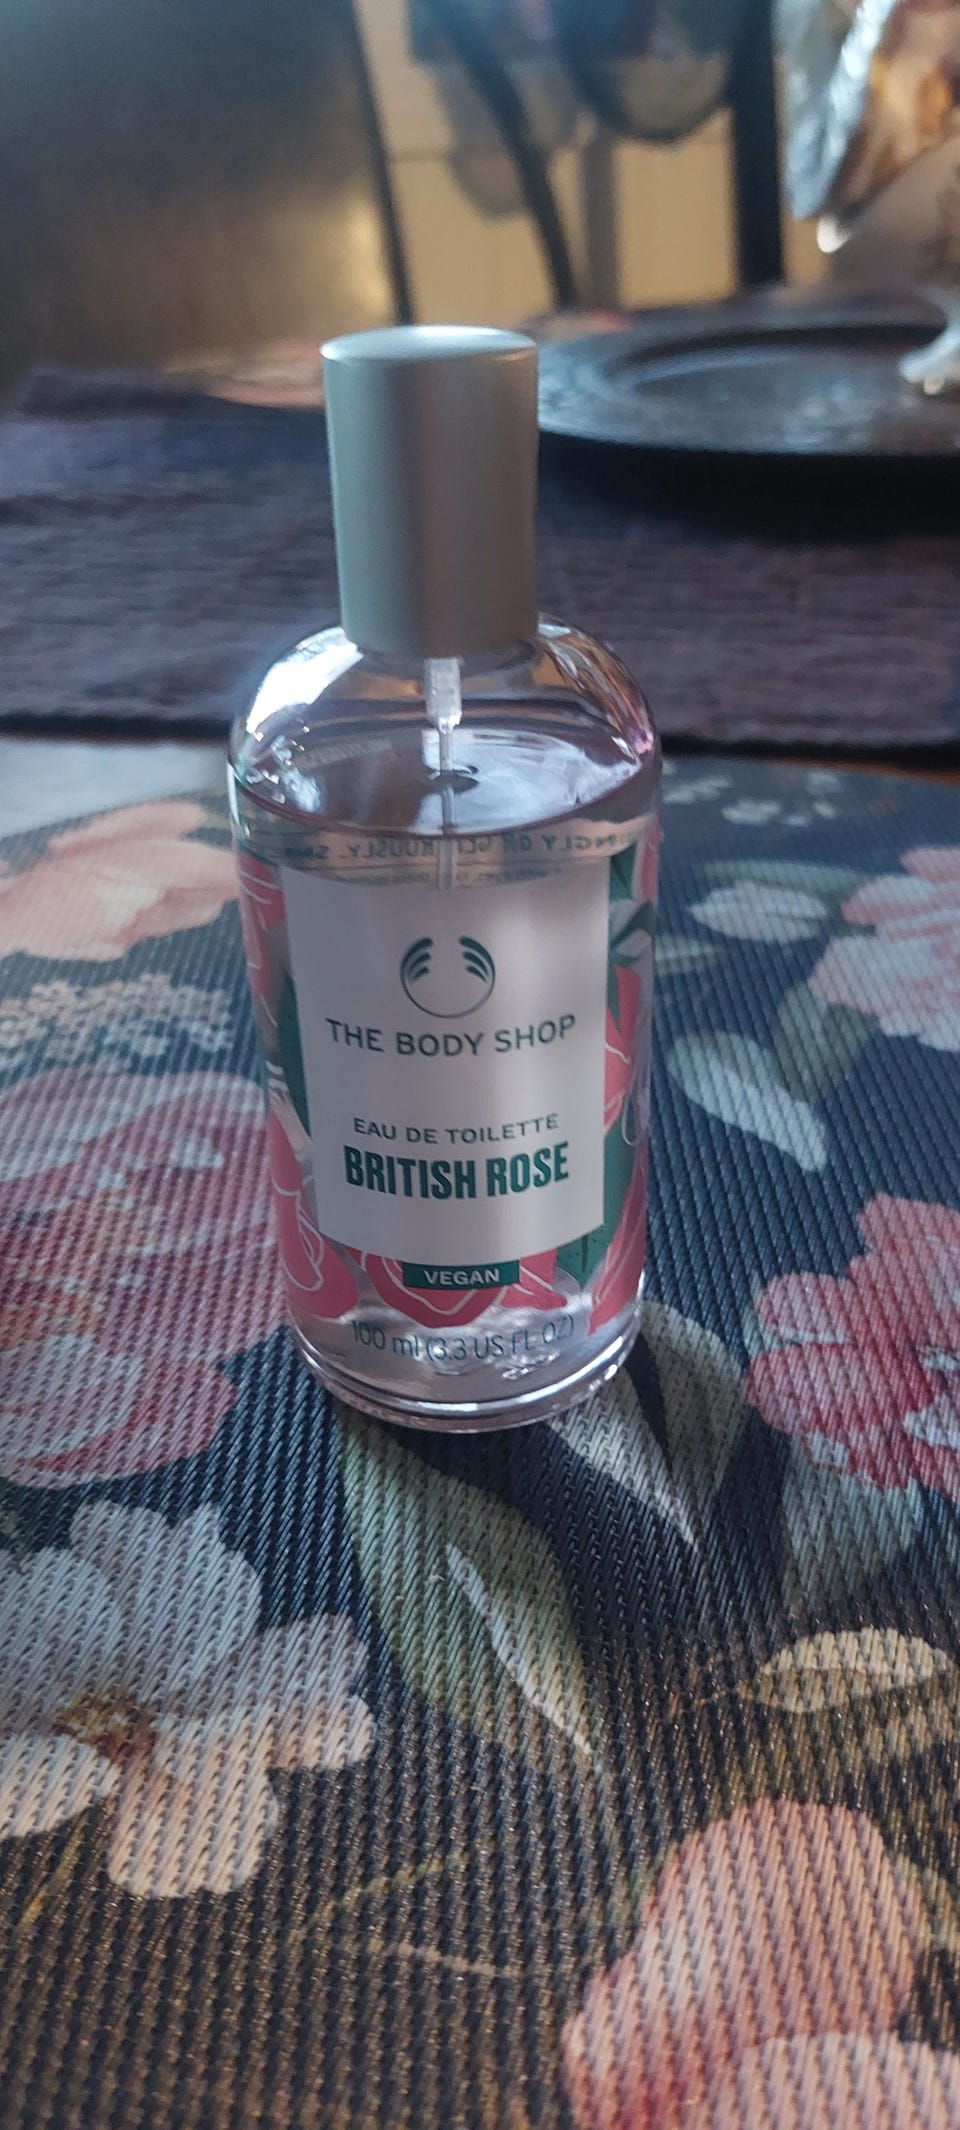 THE BODY SHOP
EAU DE TOILETTE
BRITISH ROSE
VEGAN
100 ml (3.3 US FL OZ)